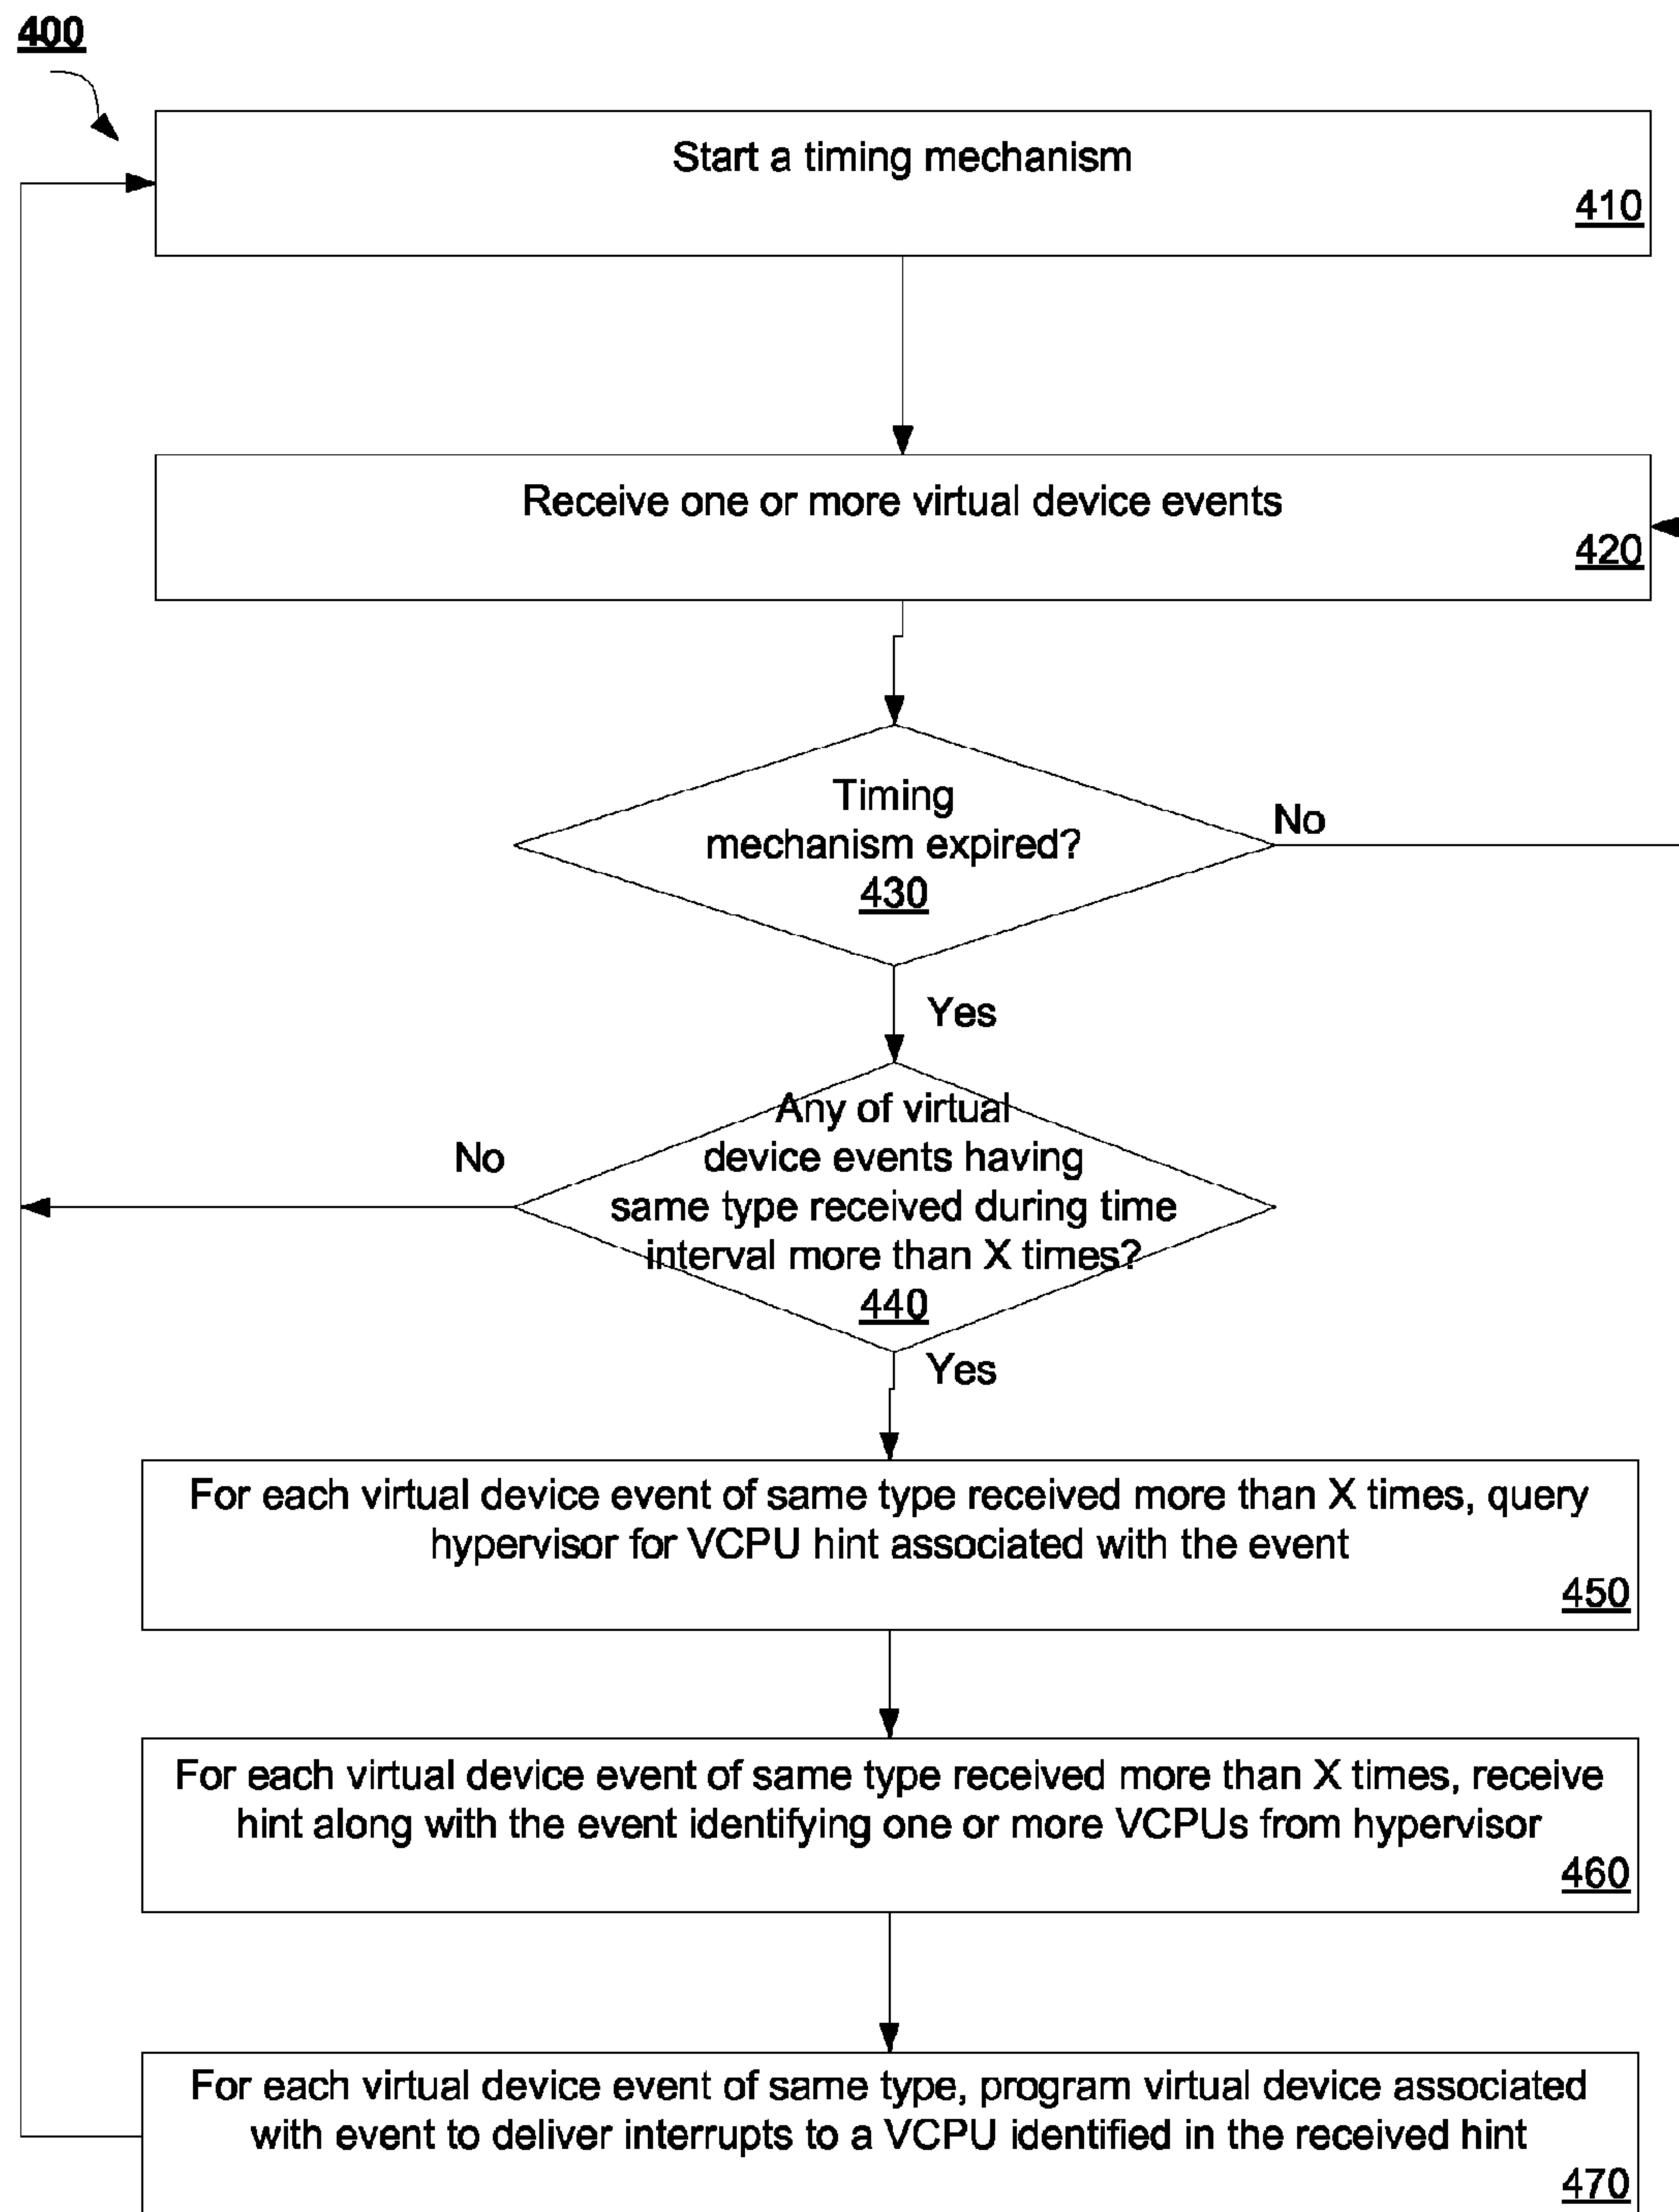 400
Start a timing mechanism
410
Receive one or more virtual device events
420
Timing
mechanism expired?
430
No
Yes
Any of virtual
device events having
same type received during time
interval more than X times?
440
No
Yes
For each virtual device event of same type received more than X times, query
hypervisor for VCPU hint associated with the event
450
For each virtual device event of same type received more than X times, receive
hint along with the event identifying one or more VCPUs from hypervisor
460
For each virtual device event of same type, program virtual device associated
with event to deliver interrupts to a VCPU identified in the received hint
470